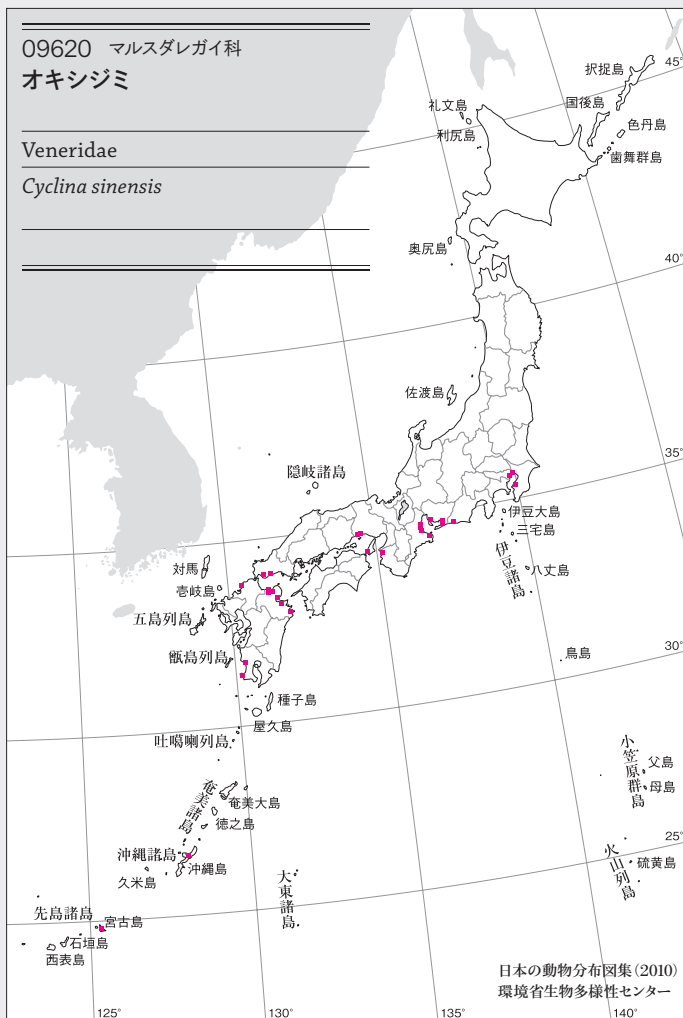 09620 マルスダレガイ科
オキシジミ
Veneridae
Cyclina sinensis
択捉島
45°
礼文島
国後島
色丹島
利尻島
歯舞群島
奥尻島
40°
佐渡島
35°
隠岐諸島
伊豆大島
三宅島
伊豆諸島
八丈島
対馬
壱岐島
五島列島
甑島列島
鳥島
30°
種子島
屋久島
吐噶喇列島
小笠原群島
父島
母島
奄美諸島
奄美大島
徳之島
25°
沖縄諸島
沖縄島
久米島
大東諸島
火山列島
硫黄島
先島諸島
宮古島
石垣島
西表島
日本の動物分布図集(2010)
環境省生物多様性センター
125°
130°
135°
140°